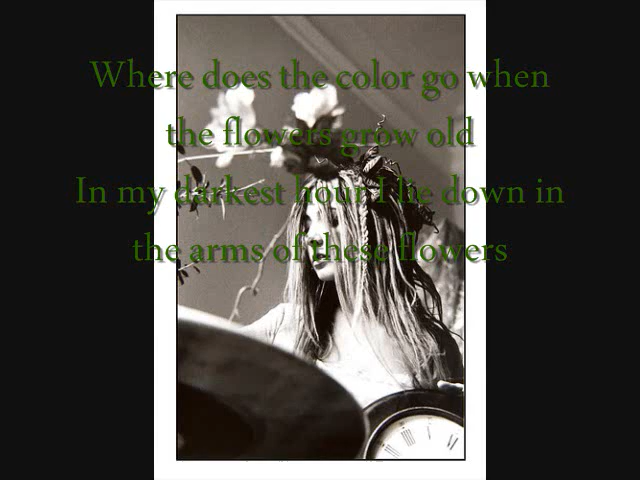 Where does the color go when
the flowers grow old
In my darkest hour I lie down in
the arms of these flowers